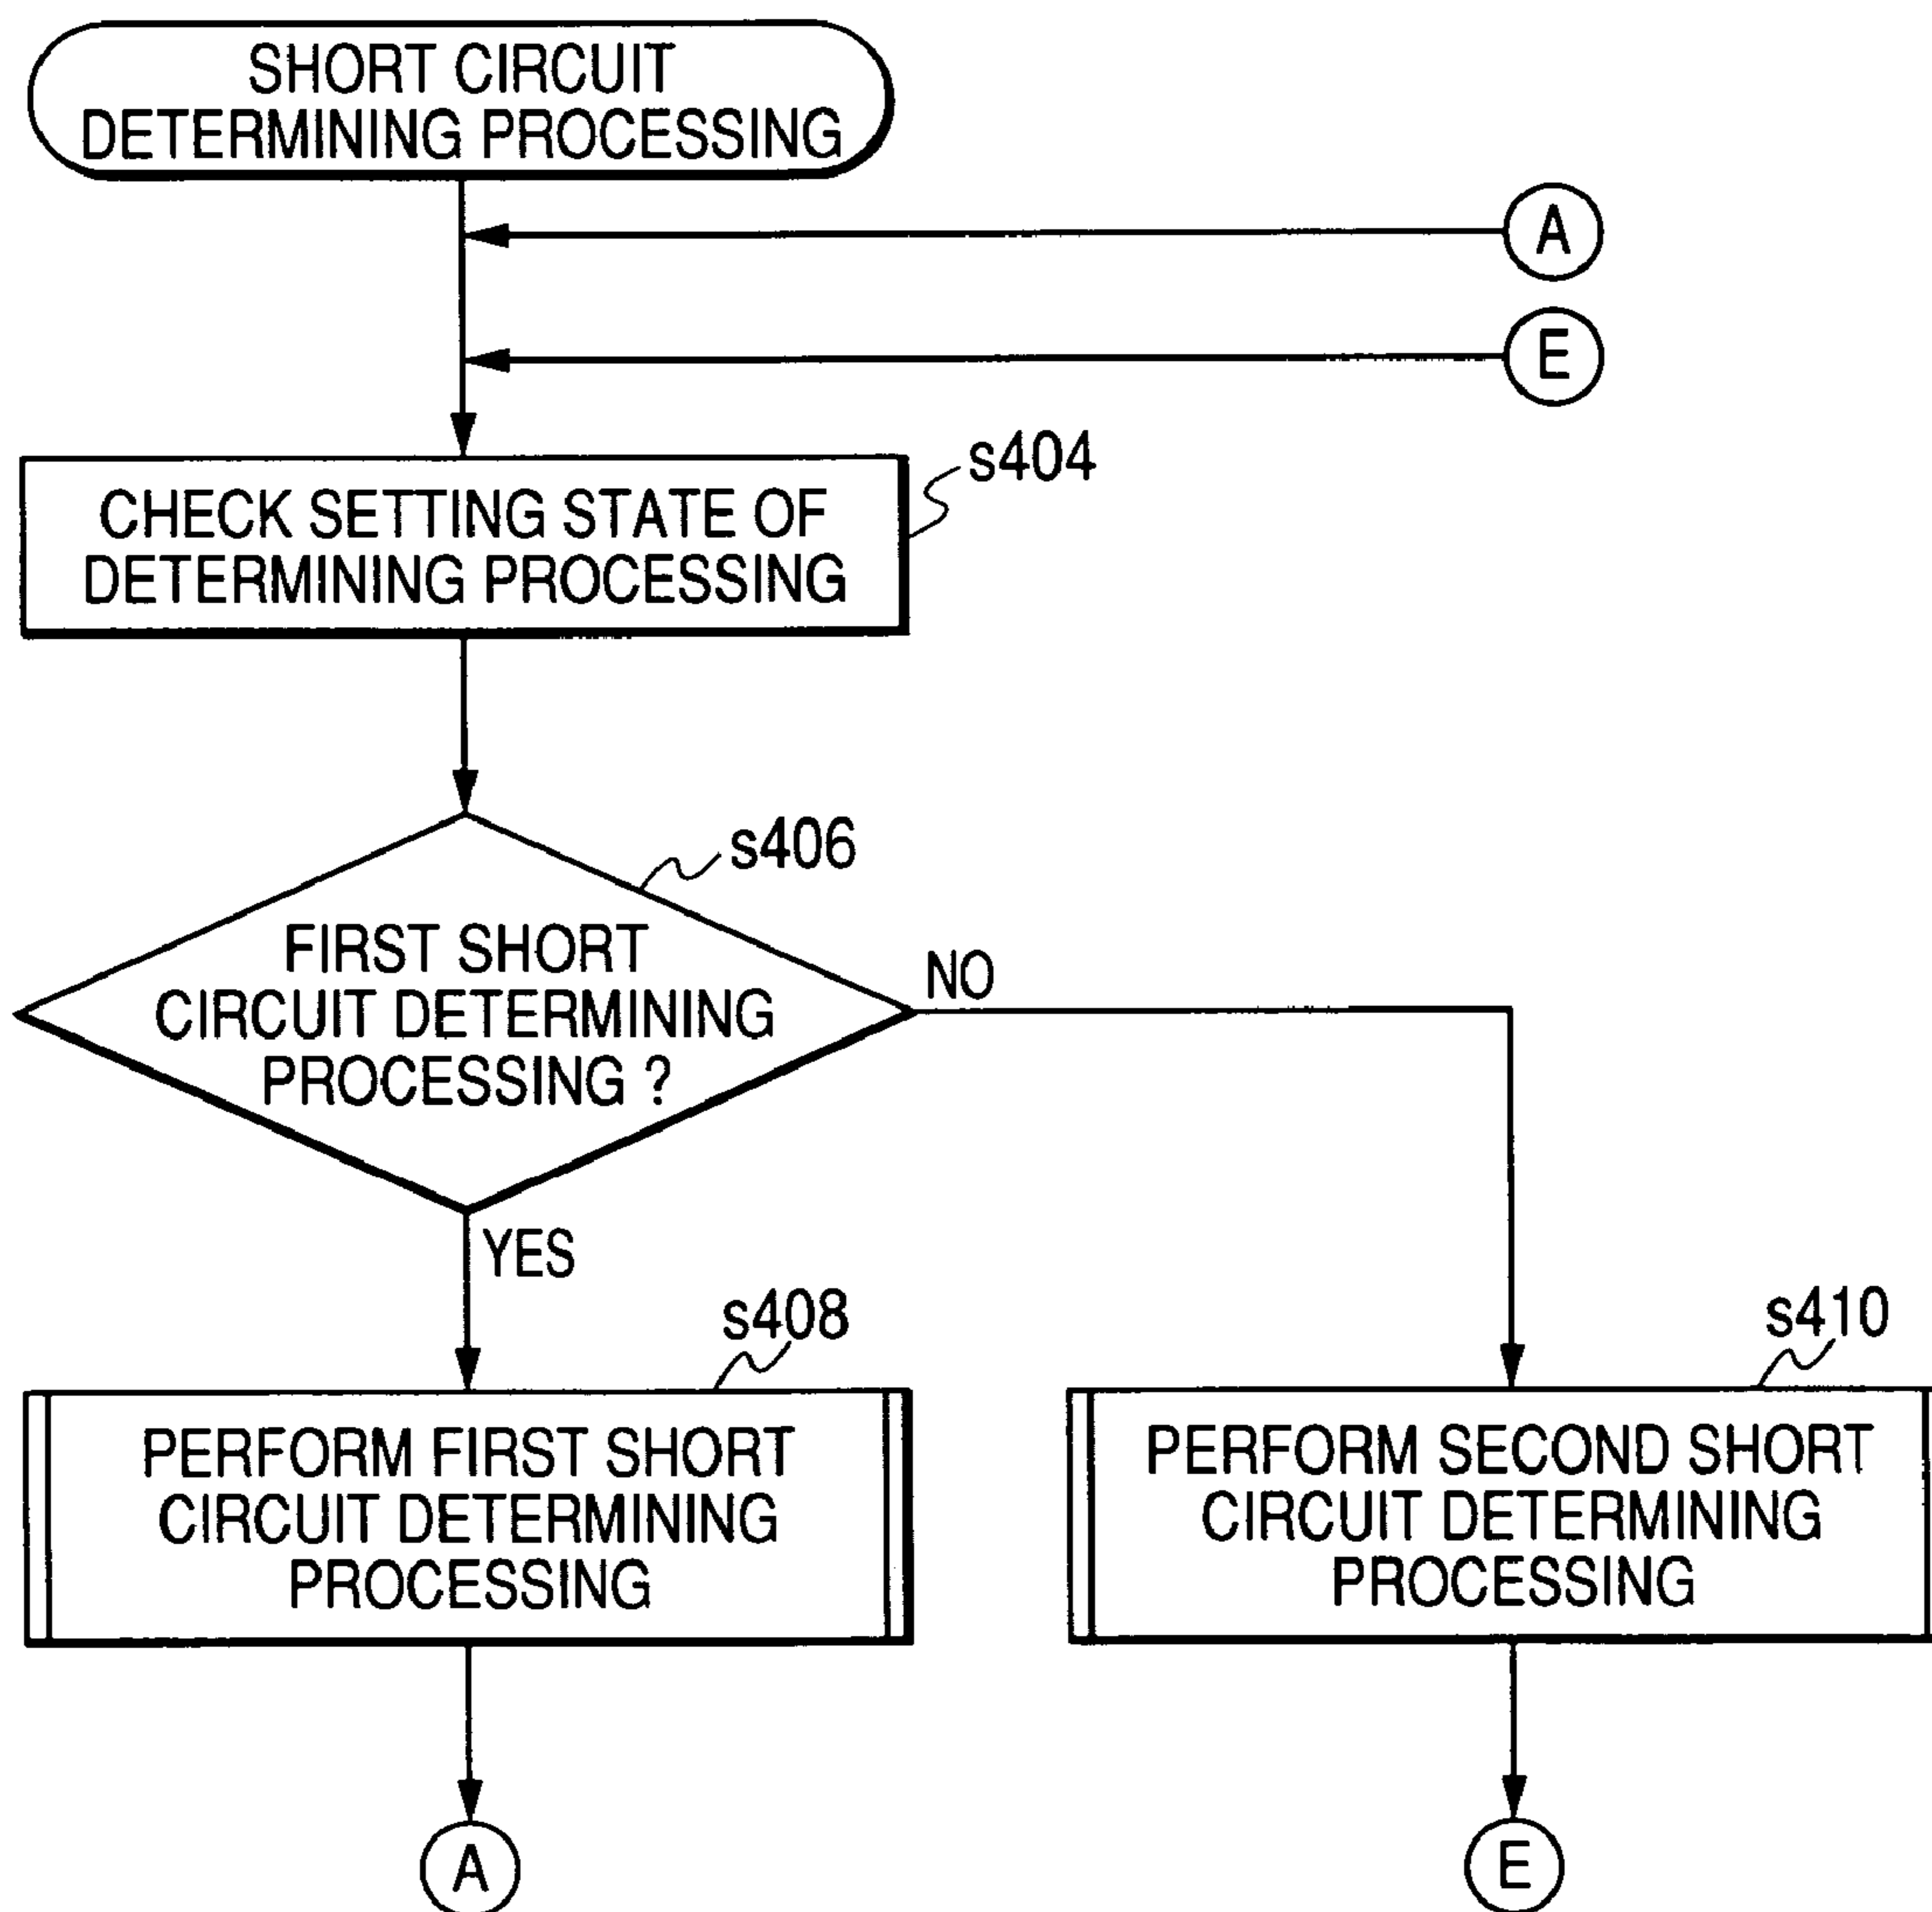 SHORT CIRCUIT
DETERMINING PROCESSING
A
E
s404
CHECK SETTING STATE OF
DETERMINING PROCESSING
s406
FIRST SHORT
CIRCUIT DETERMINING
PROCESSING ?
NO
YES
s408
PERFORM FIRST SHORT
CIRCUIT DETERMINING
PROCESSING
s410
PERFORM SECOND SHORT
CIRCUIT DETERMINING
PROCESSING
A
E